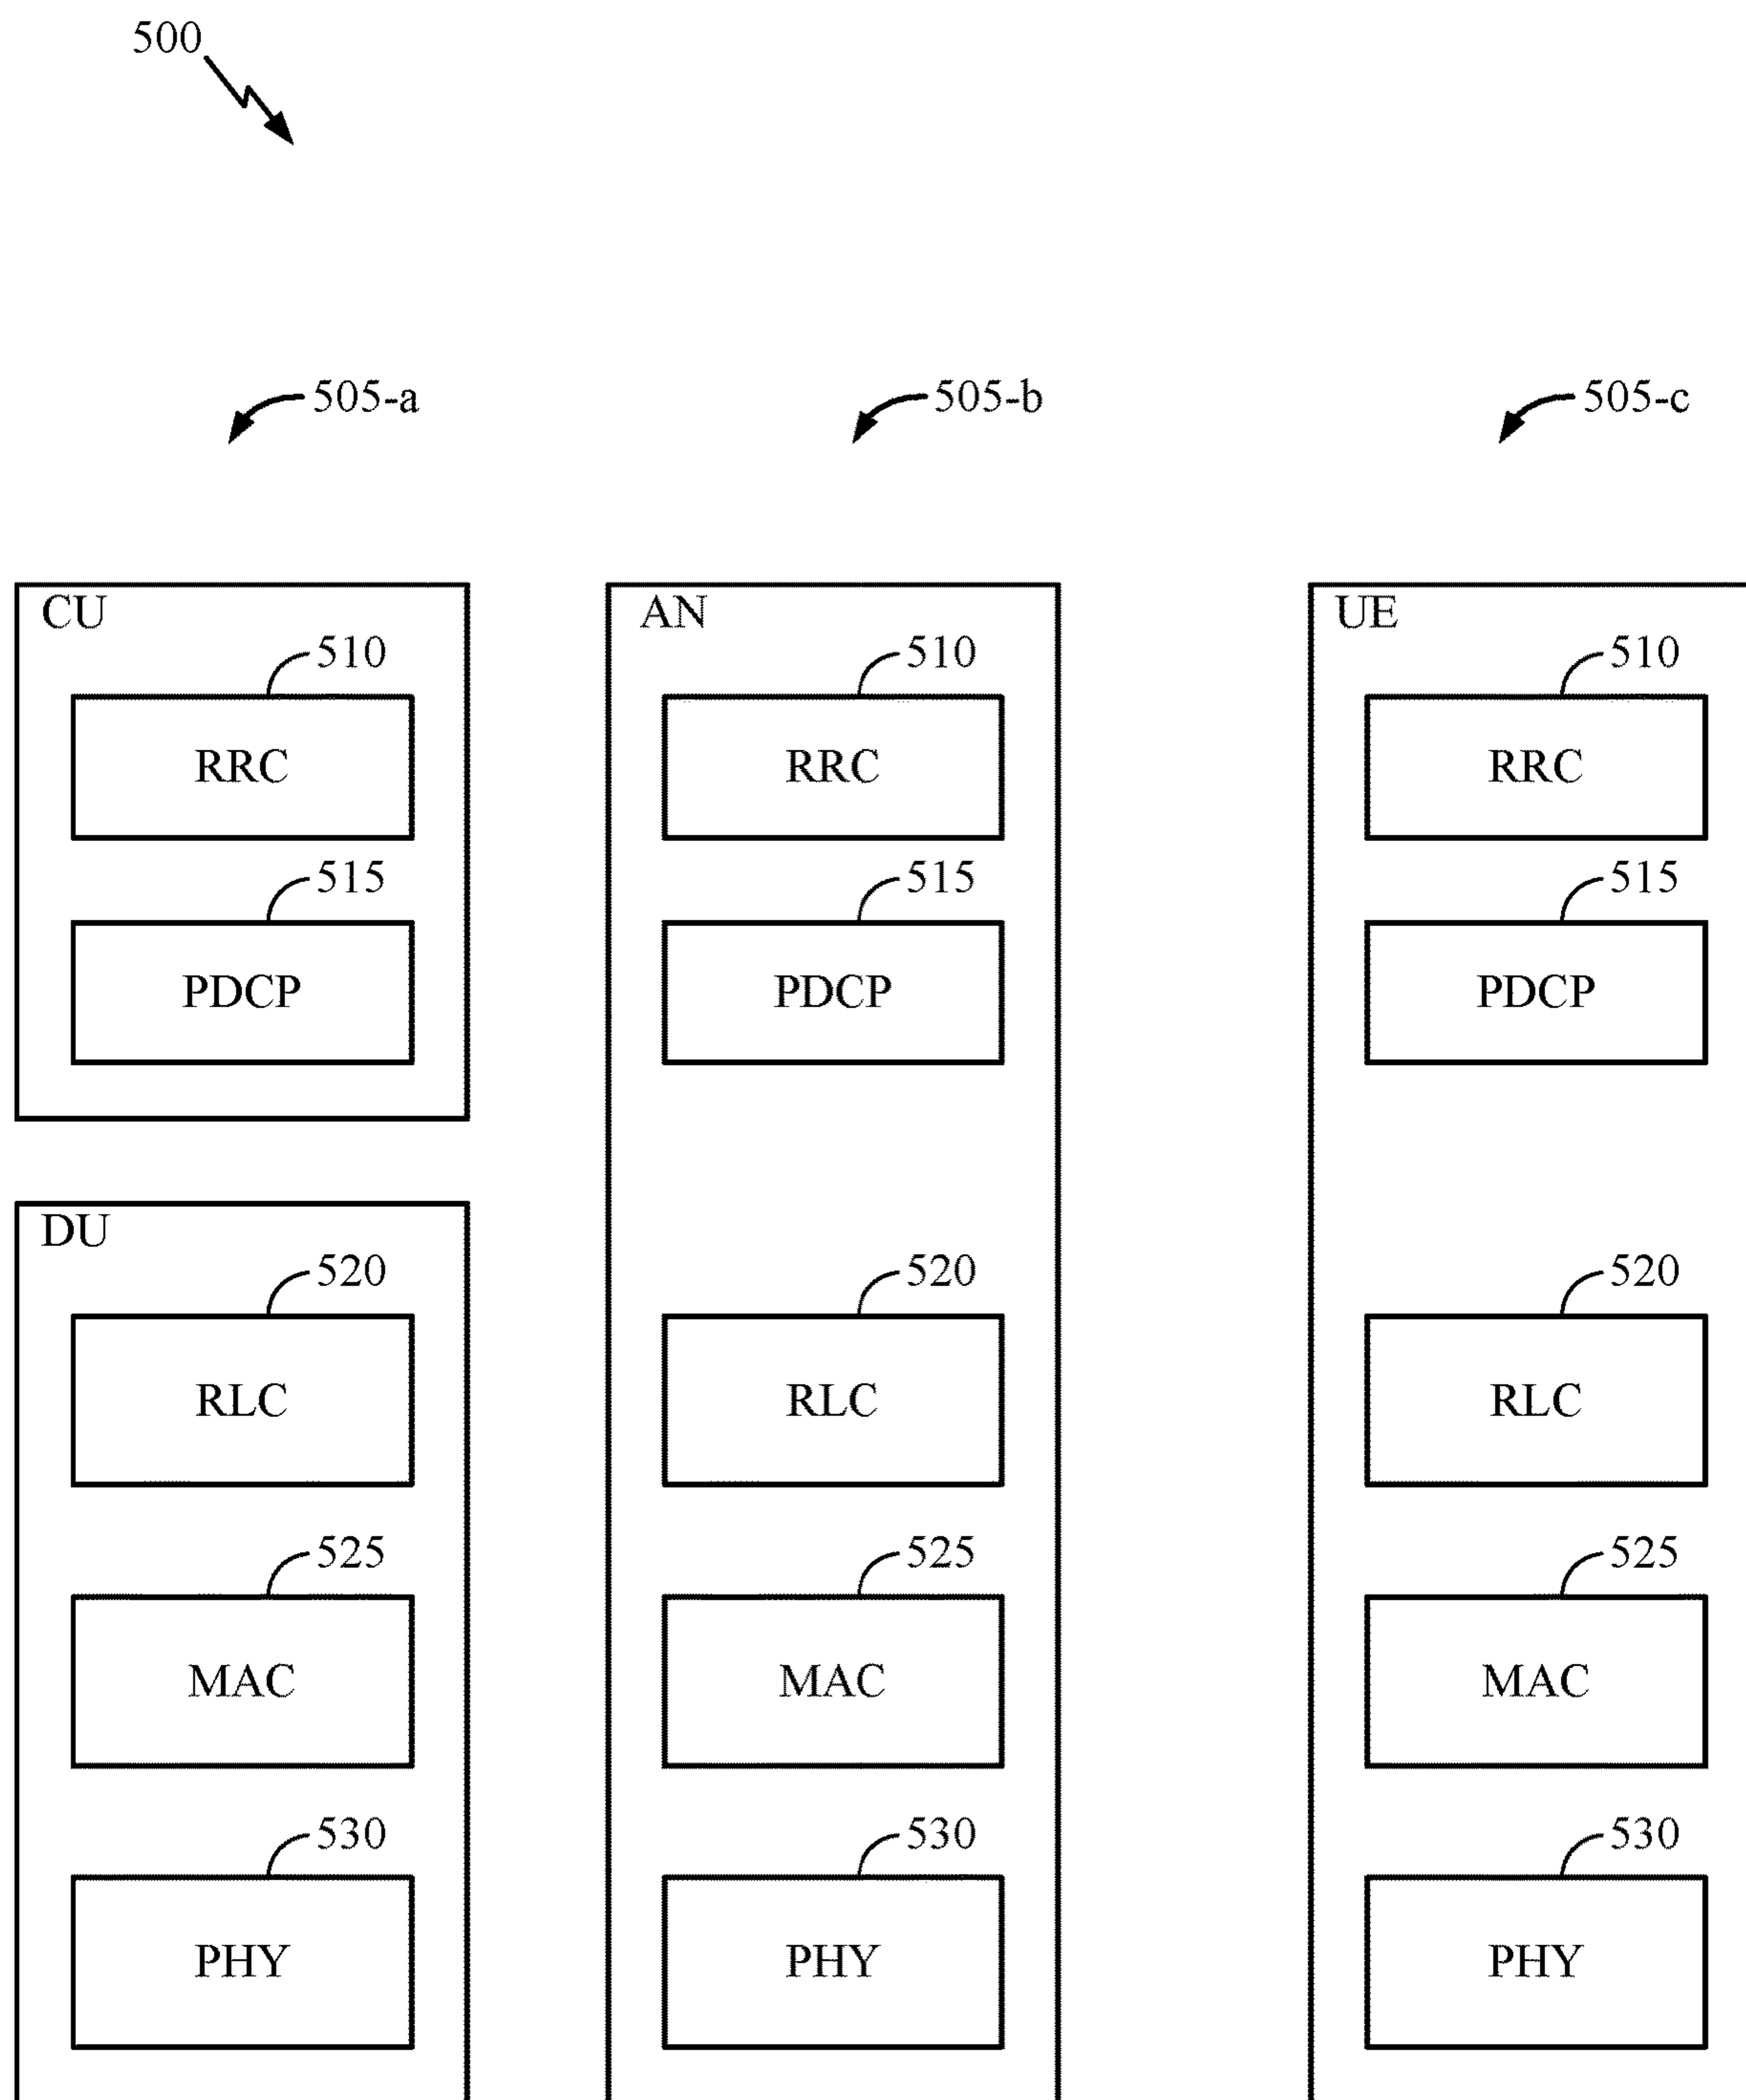 500
505-a 505-b 505-c
CU AN UE
510 510 510
RRC RRC RRC
515 515 515
PDCP PDCP PDCP
DU
520 520 520
RLC RLC RLC
525 525 525
MAC MAC MAC
530 530 530
PHY PHY PHY